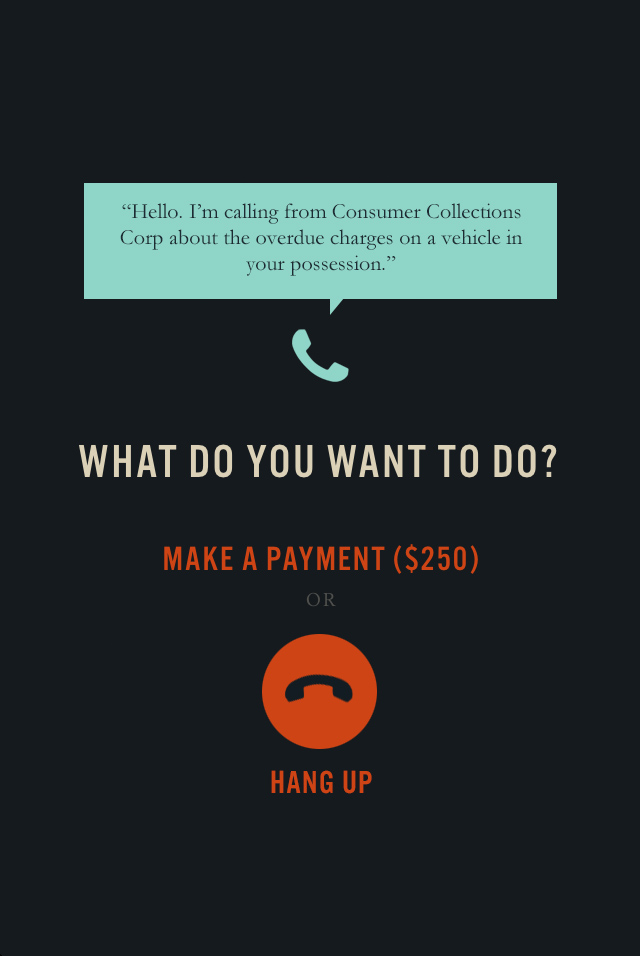 “Hello. I’m calling from Consumer Collections
Corp about the overdue charges on a vehicle in
your possession.”
WHAT DO YOU WANT TO DO?
MAKE A PAYMENT ($250)
OR
HANG UP